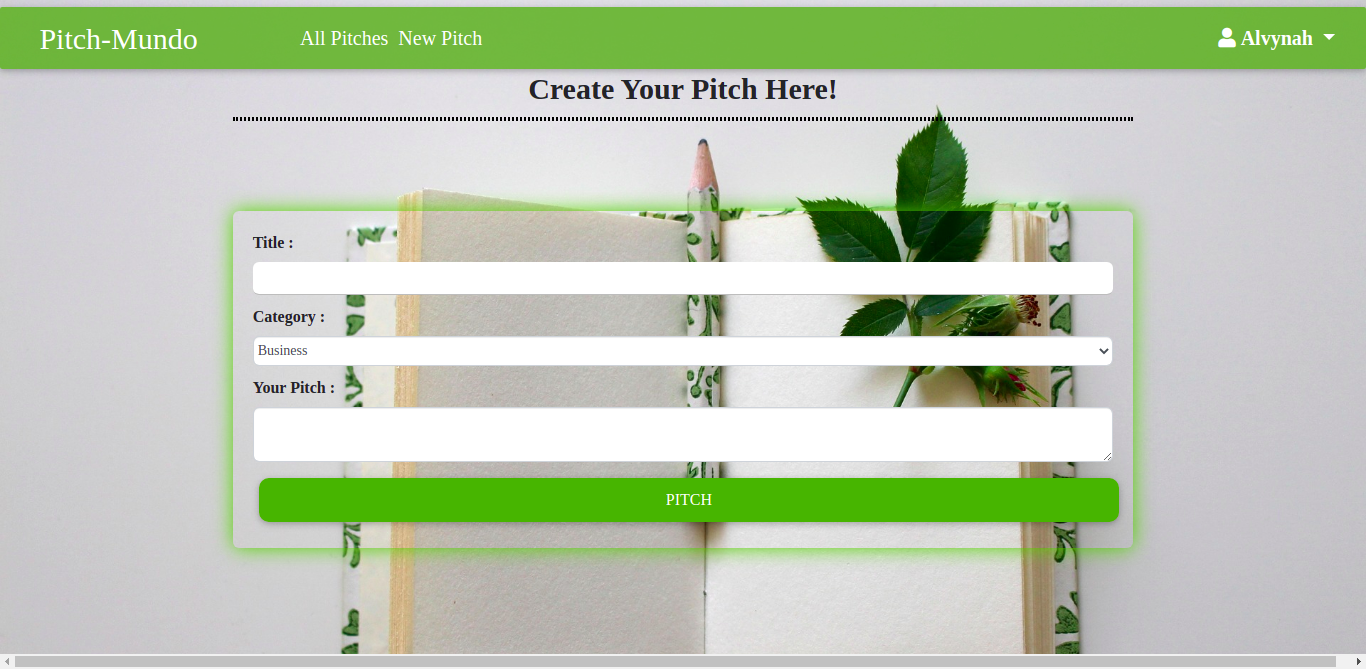 Pitch-Mundo All Pitches New Pitch Alvynah
Create Your Pitch Here!
Title :
Category :
Business
Your Pitch :
PITCH